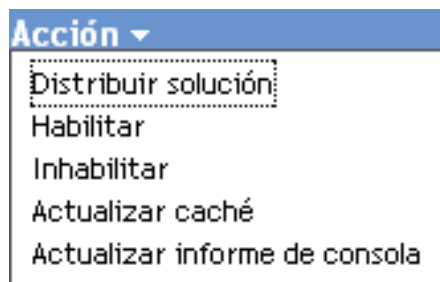 Acción
Distribuir solución
Habilitar
Inhabilitar
Actualizar caché
Actualizar informe de consola